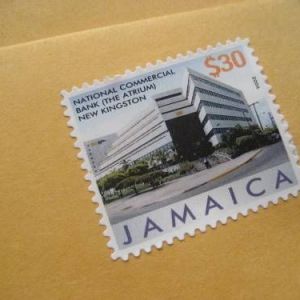 NATIONAL COMMERCIAL
BANK (THE ATRIUM)
NEW KINGSTON
$30
JAMAICA